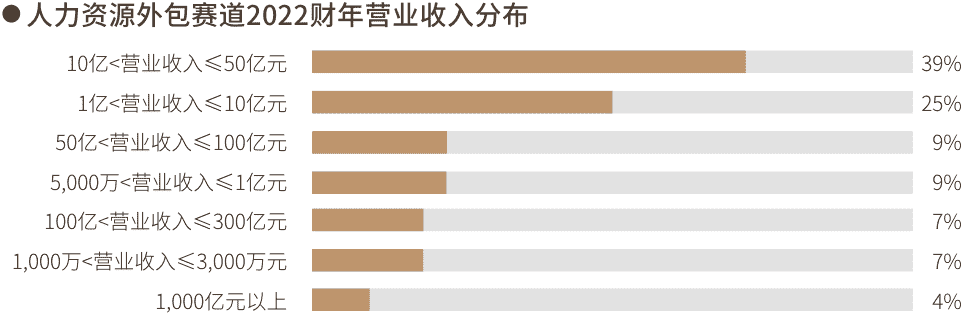 ●人力资源外包赛道2022财年营业收入分布
10亿<营业收入≤50亿元 39%
1亿<营业收入≤10亿元 25%
50亿<营业收入≤100亿元 9%
5,000万<营业收入≤1亿元 9%
100亿<营业收入≤300亿元 7%
1,000万<营业收入≤3,000万元 7%
1,000亿元以上 4%